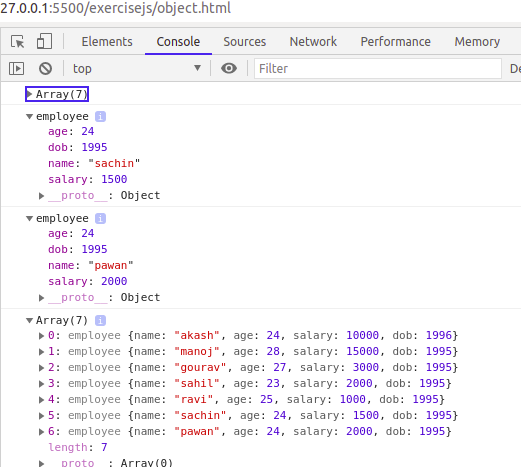 27.0.0.1:5500/exercisejs/object.html
Elements Console Sources Network Performance Memory
top Filter De
Array(7)
employee i
age: 24
dob: 1995
name: "sachin"
salary: 1500
__proto__: Object
employee i
age: 24
dob: 1995
name: "pawan"
salary: 2000
__proto__: Object
Array(7) i
0: employee {name: "akash", age: 24, salary: 10000, dob: 1996}
1: employee {name: "manoj", age: 28, salary: 15000, dob: 1995}
2: employee {name: "gourav", age: 27, salary: 3000, dob: 1995}
3: employee {name: "sahil", age: 23, salary: 2000, dob: 1995}
4: employee {name: "ravi", age: 25, salary: 1000, dob: 1995}
5: employee {name: "sachin", age: 24, salary: 1500, dob: 1995}
6: employee {name: "pawan", age: 24, salary: 2000, dob: 1995}
length: 7
__proto__: Array(0)